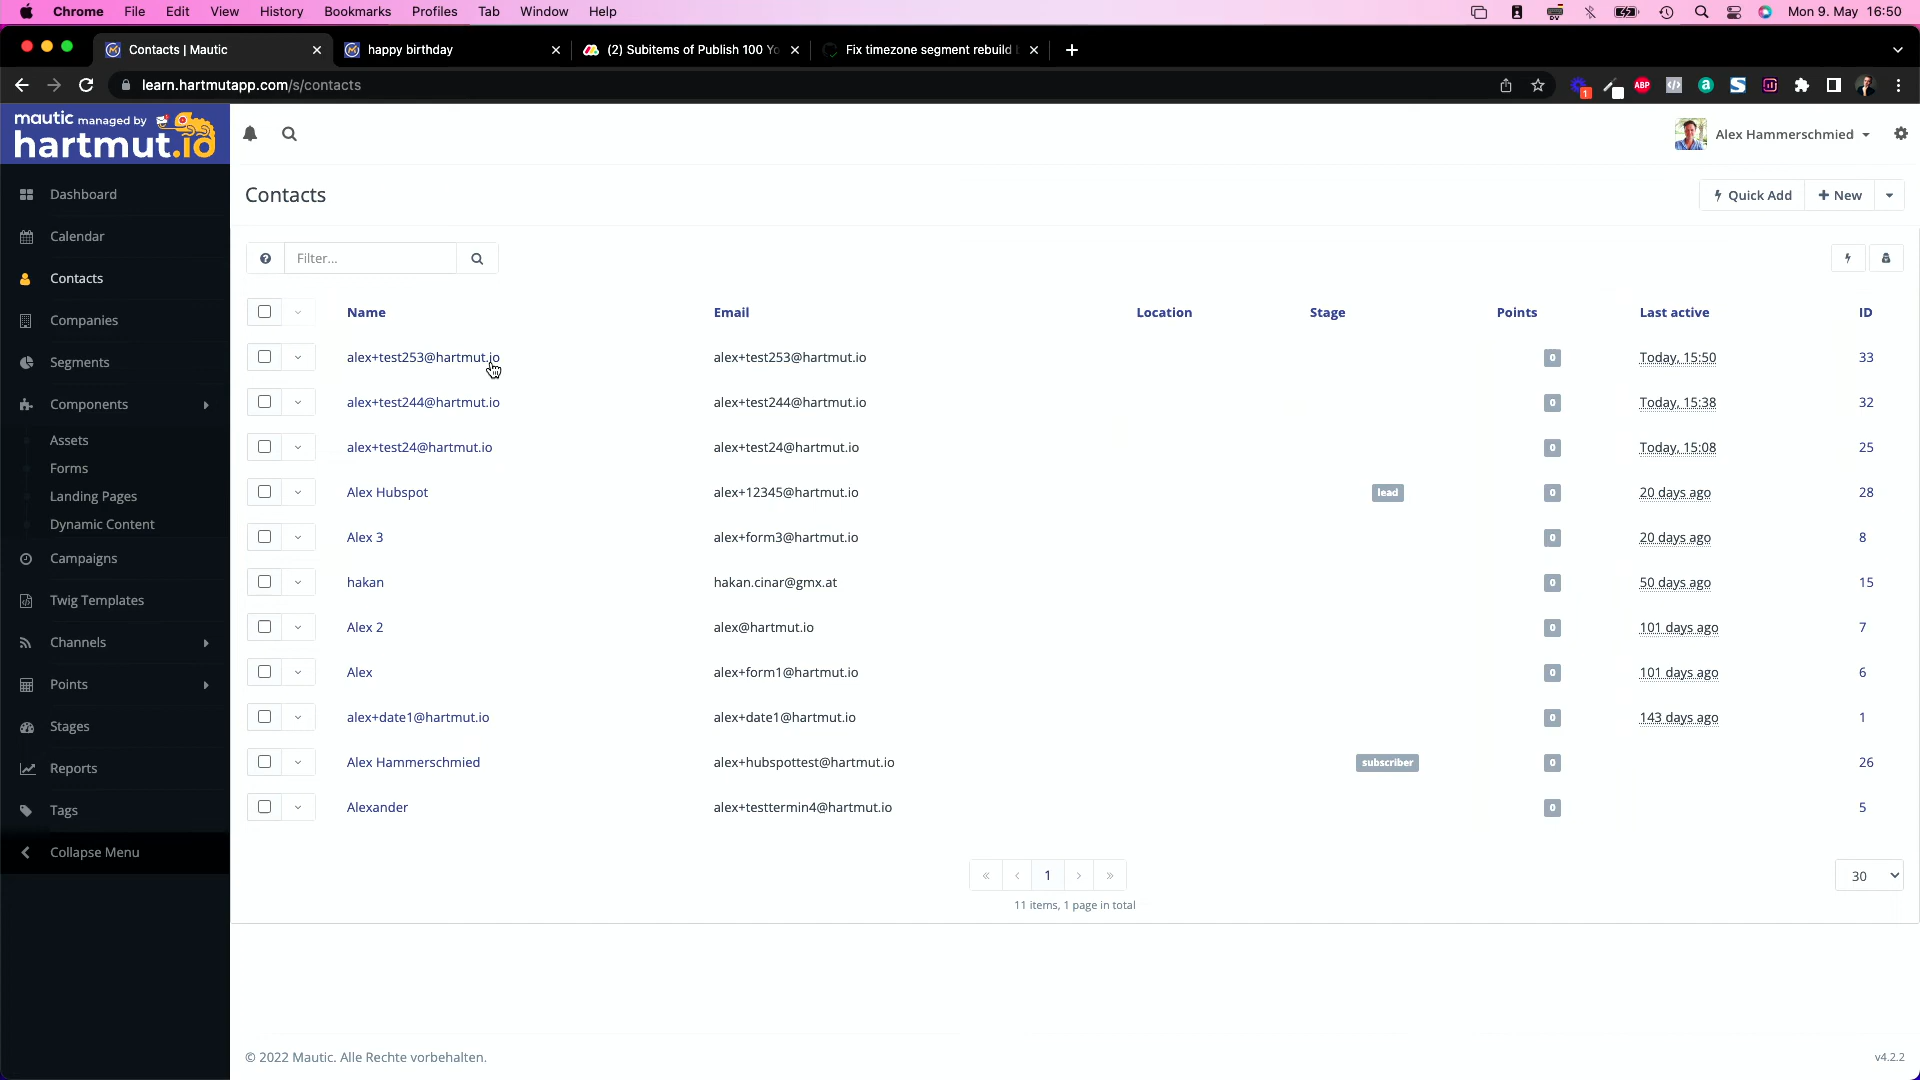 Chrome File Edit View History Bookmarks Profiles Tab Window Help
DV
Mon 9. May 16:50
Contacts | Mautic
happy birthday
(2) Subitems of Publish 100 Yo
Fix timezone segment rebuild
learn.hartmutapp.com/s/contacts
1
ABP
a
S
mautic managed by
hartmut.io
Alex Hammerschmied
Dashboard
Calendar
Contacts
Companies
Segments
Components
Assets
Forms
Landing Pages
Dynamic Content
Campaigns
Twig Templates
Channels
Points
Stages
Reports
Tags
Collapse Menu
Contacts
Quick Add
+ New
Filter...
Name Email Location Stage Points Last active ID
alex+test253@hartmut.io alex+test253@hartmut.io 0 Today, 15:50 33
alex+test244@hartmut.io alex+test244@hartmut.io 0 Today, 15:38 32
alex+test24@hartmut.io alex+test24@hartmut.io 0 Today, 15:08 25
Alex Hubspot alex+12345@hartmut.io lead 0 20 days ago 28
Alex 3 alex+form3@hartmut.io 0 20 days ago 8
hakan hakan.cinar@gmx.at 0 50 days ago 15
Alex 2 alex@hartmut.io 0 101 days ago 7
Alex alex+form1@hartmut.io 0 101 days ago 6
alex+date1@hartmut.io alex+date1@hartmut.io 0 143 days ago 1
Alex Hammerschmied alex+hubspottest@hartmut.io subscriber 0 26
Alexander alex+testtermin4@hartmut.io 0 5
« ‹ 1 › »
30
11 items, 1 page in total
© 2022 Mautic. Alle Rechte vorbehalten.
v4.2.2